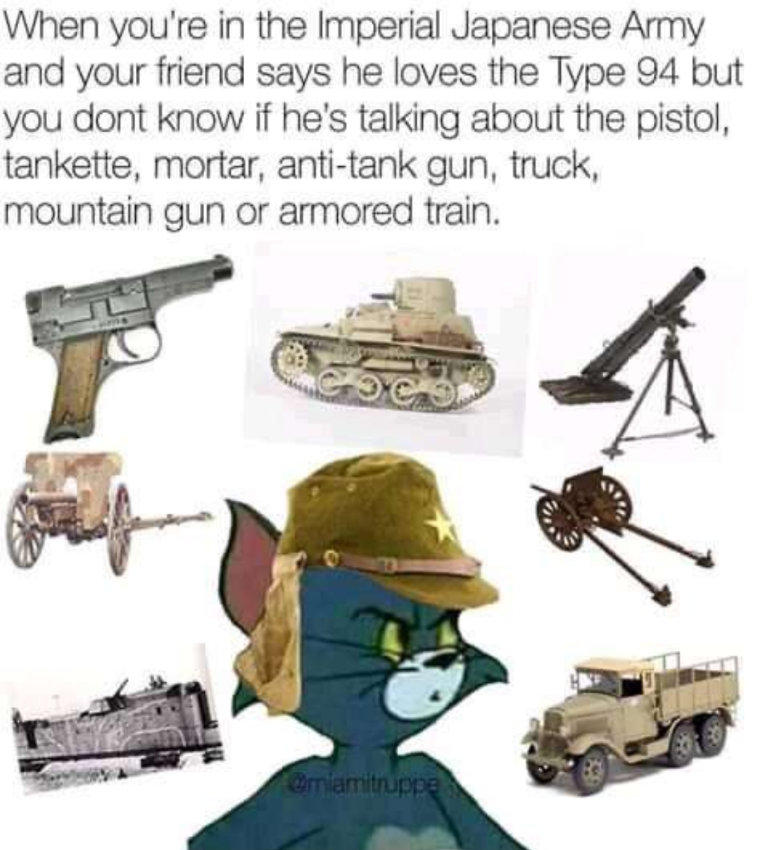 When you're in the Imperial Japanese Army
and your friend says he loves the Type 94 but
you dont know if he's talking about the pistol,
tankette, mortar, anti-tank gun, truck,
mountain gun or armored train.
@miamitruppe